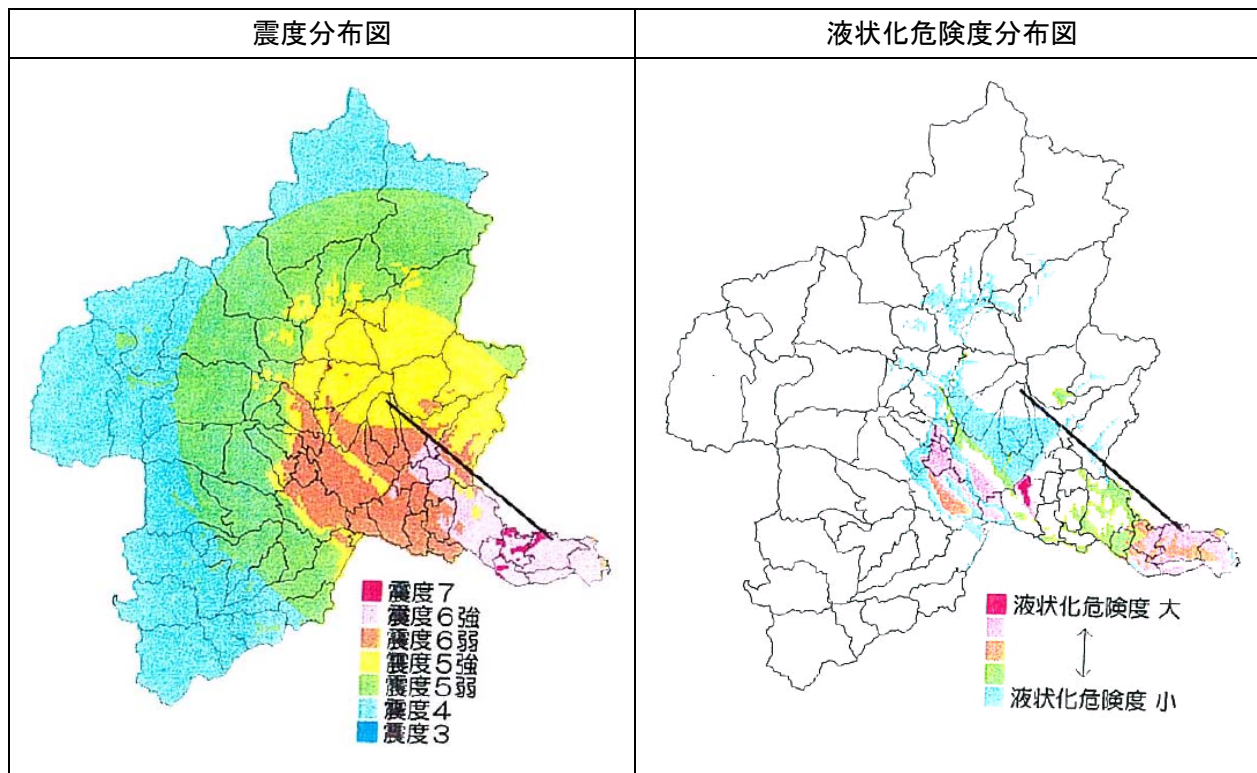 震度分布図
液状化危険度分布図
震度7
震度6強
震度6弱
震度5強
震度5弱
震度4
震度3
液状化危険度 大
液状化危険度 小